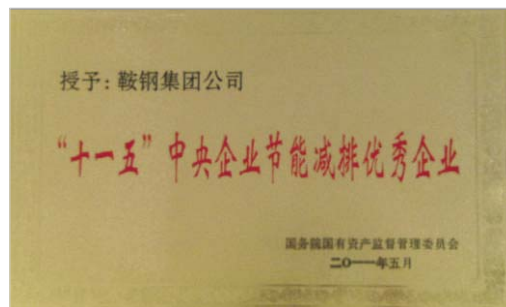 授予：鞍钢集团公司
“十一五”中央企业节能减排优秀企业
国务院国有资产监督管理委员会
二〇一一年五月